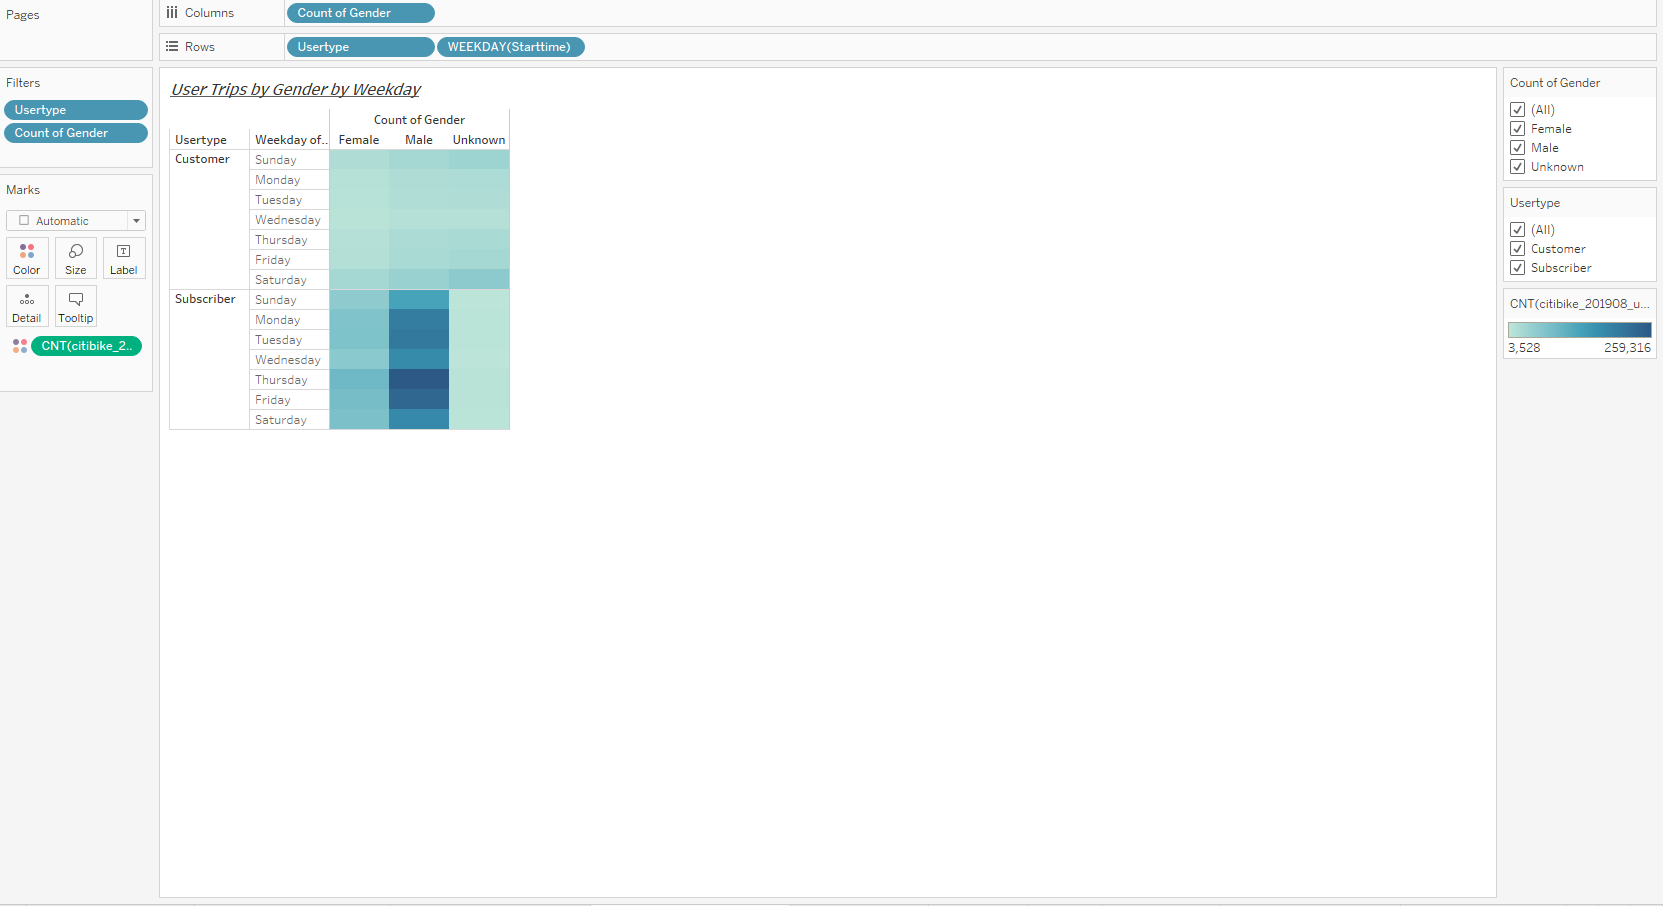 Pages
Columns
Count of Gender
Rows
Usertype
WEEKDAY(Starttime)
Filters
Usertype
Count of Gender
Marks
Automatic
Color
Size
Label
Detail
Tooltip
CNT(citibike_2..
User Trips by Gender by Weekday
Count of Gender
Usertype Weekday of.. Female Male Unknown
Customer Sunday
Monday
Tuesday
Wednesday
Thursday
Friday
Saturday
Subscriber Sunday
Monday
Tuesday
Wednesday
Thursday
Friday
Saturday
Count of Gender
(All)
Female
Male
Unknown
Usertype
(All)
Customer
Subscriber
CNT(citibike_201908_u...
3,528 259,316